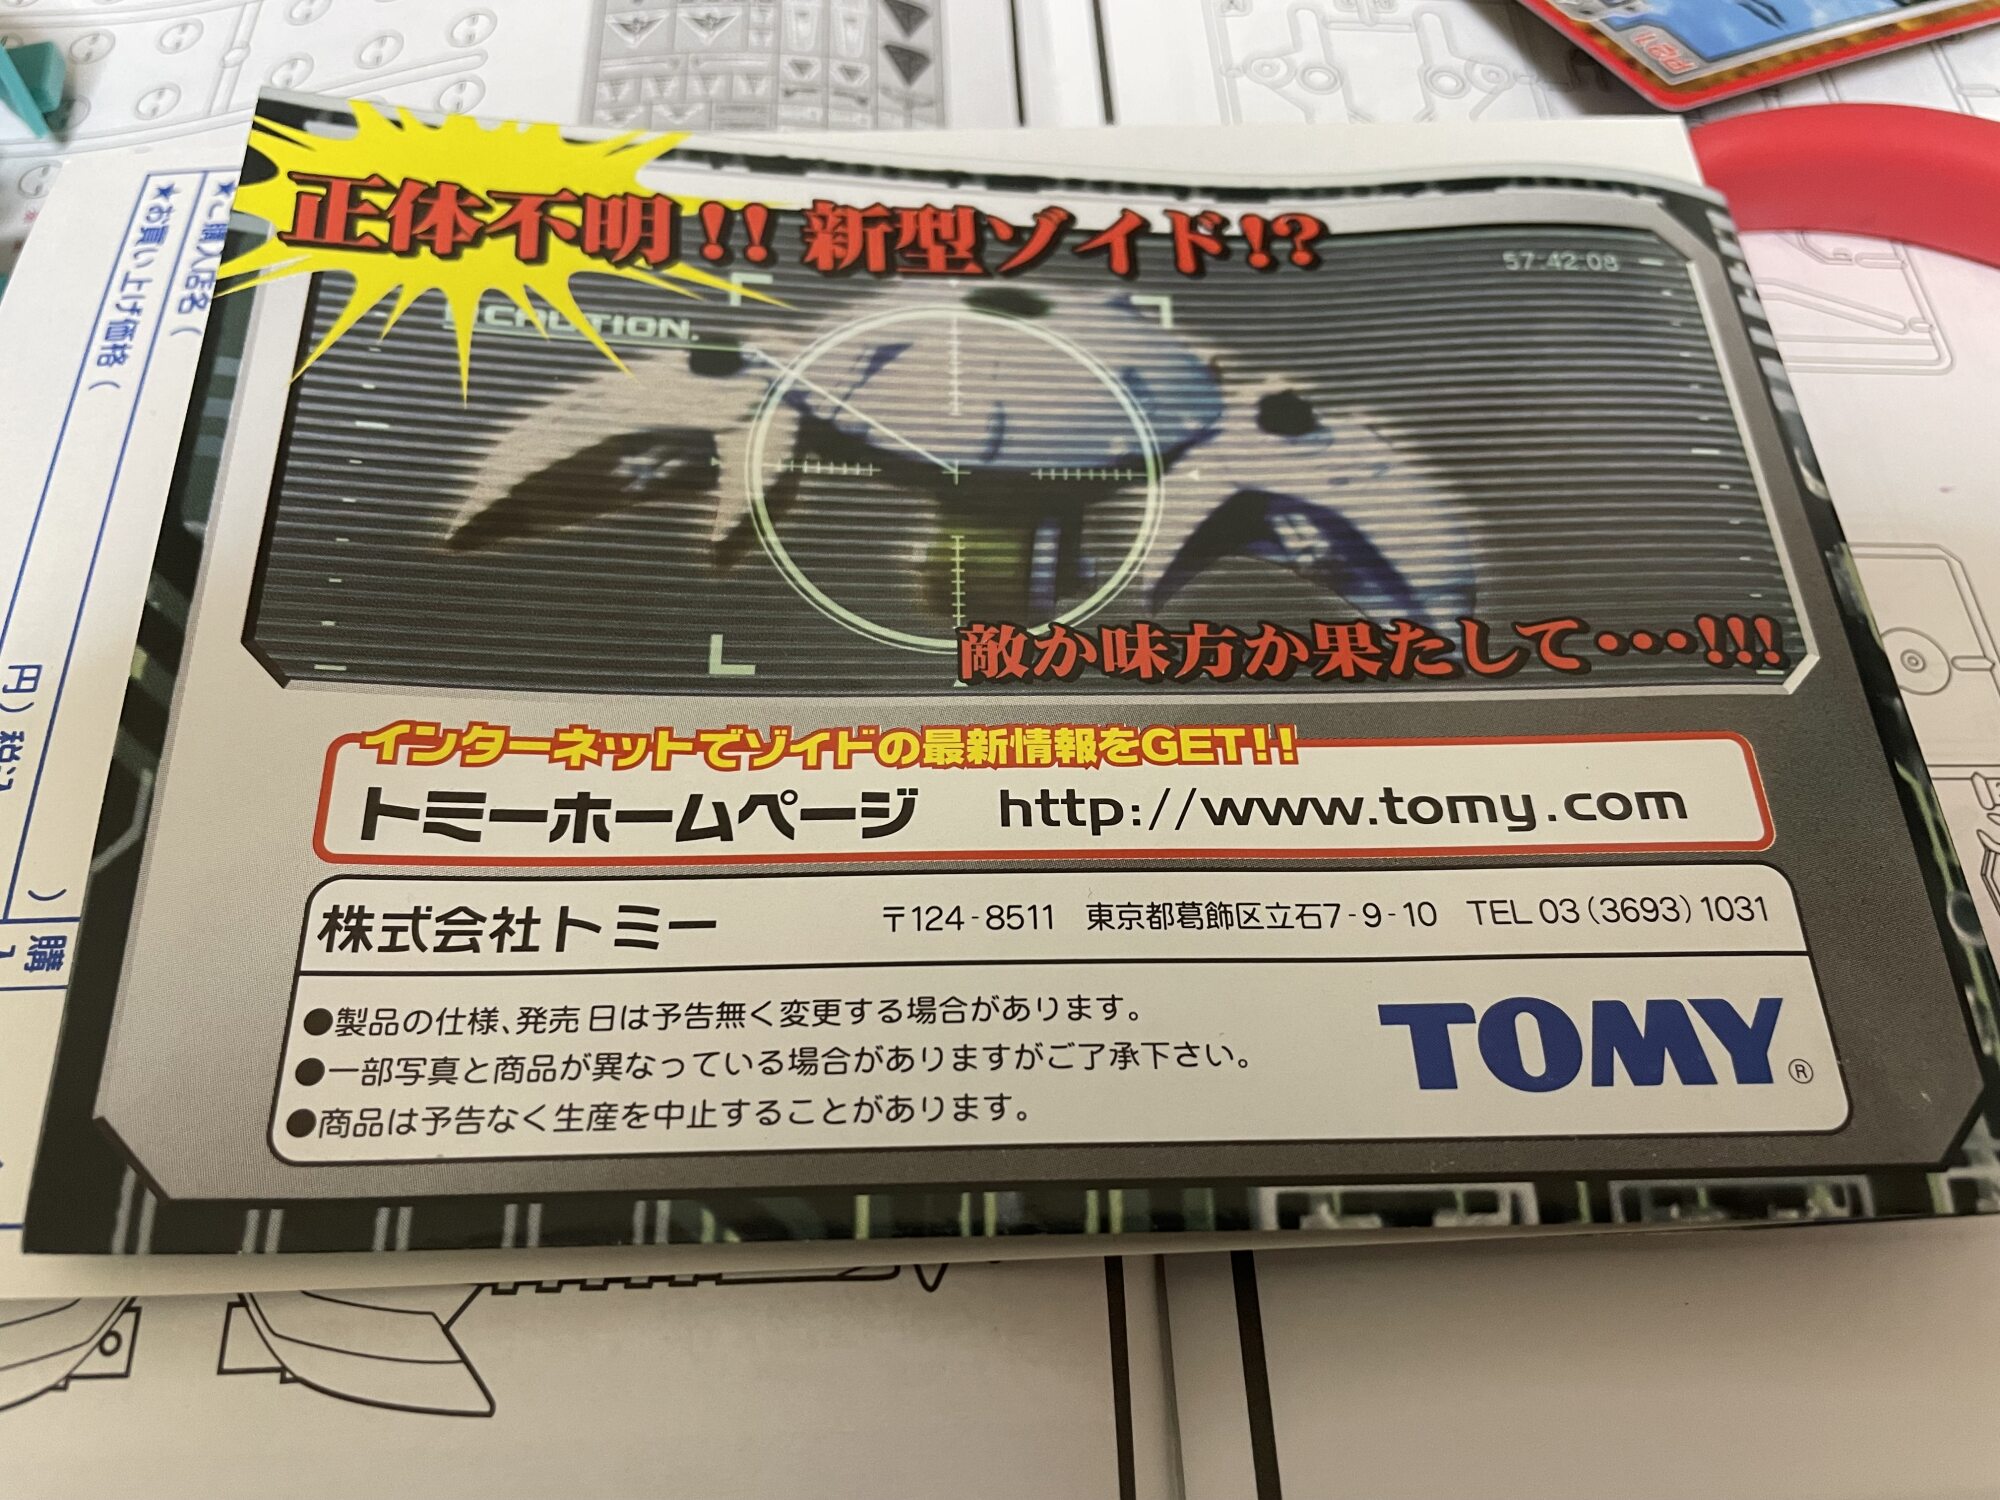 正体不明!! 新型ゾイド!?
57:42:08
CAUTION.
敵か味方か果たして・・・!!!
インターネットでゾイドの最新情報をGET!!
トミーホームページ http://www.tomy.com
株式会社トミー 〒124-8511 東京都葛飾区立石7-9-10 TEL 03(3693)1031
●製品の仕様、発売日は予告無く変更する場合があります。
●一部写真と商品が異なっている場合がありますがご了承下さい。
●商品は予告なく生産を中止することがあります。
TOMY®
★ご購入店名(
★お買い上げ価格( 円)税込
)
購